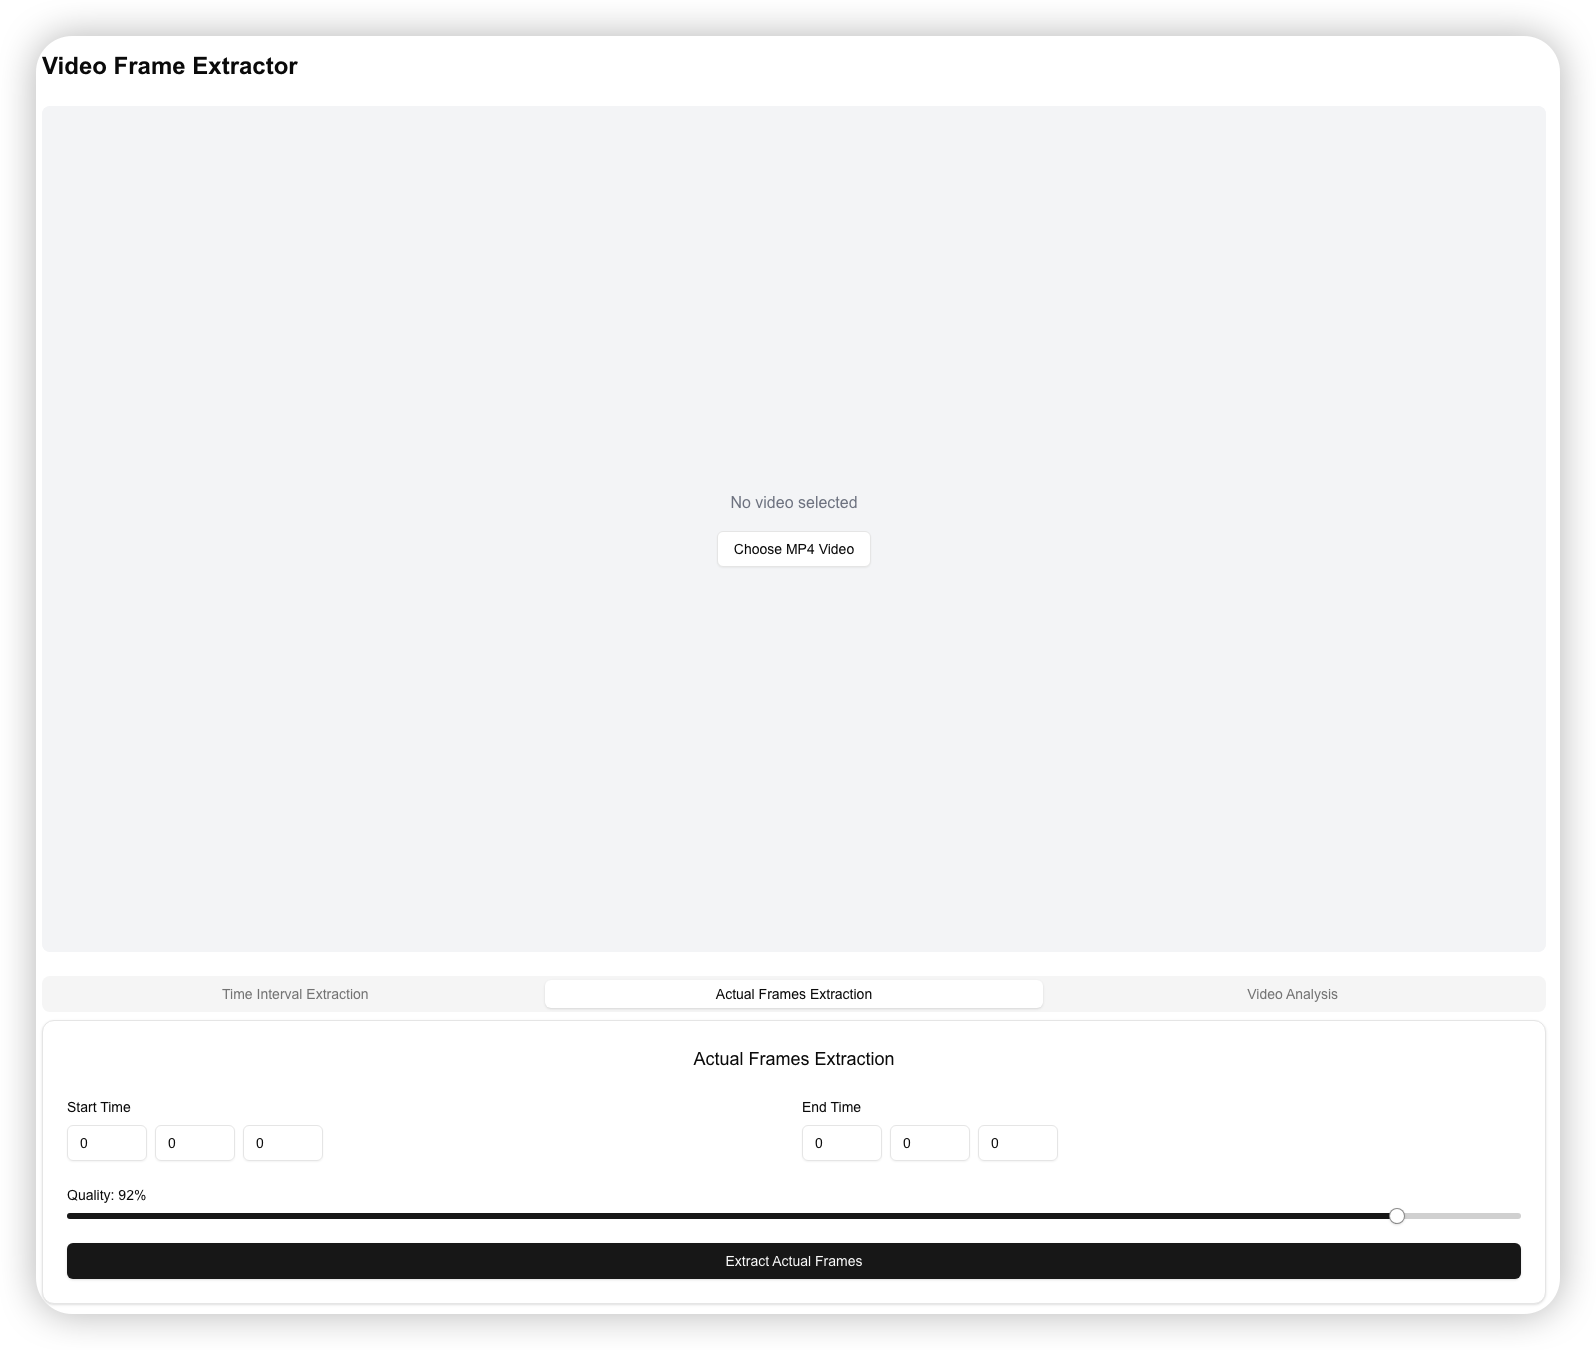 Video Frame Extractor
No video selected
Choose MP4 Video
Time Interval Extraction Actual Frames Extraction Video Analysis
Actual Frames Extraction
Start Time End Time
0 0 0 0 0 0
Quality: 92%
Extract Actual Frames